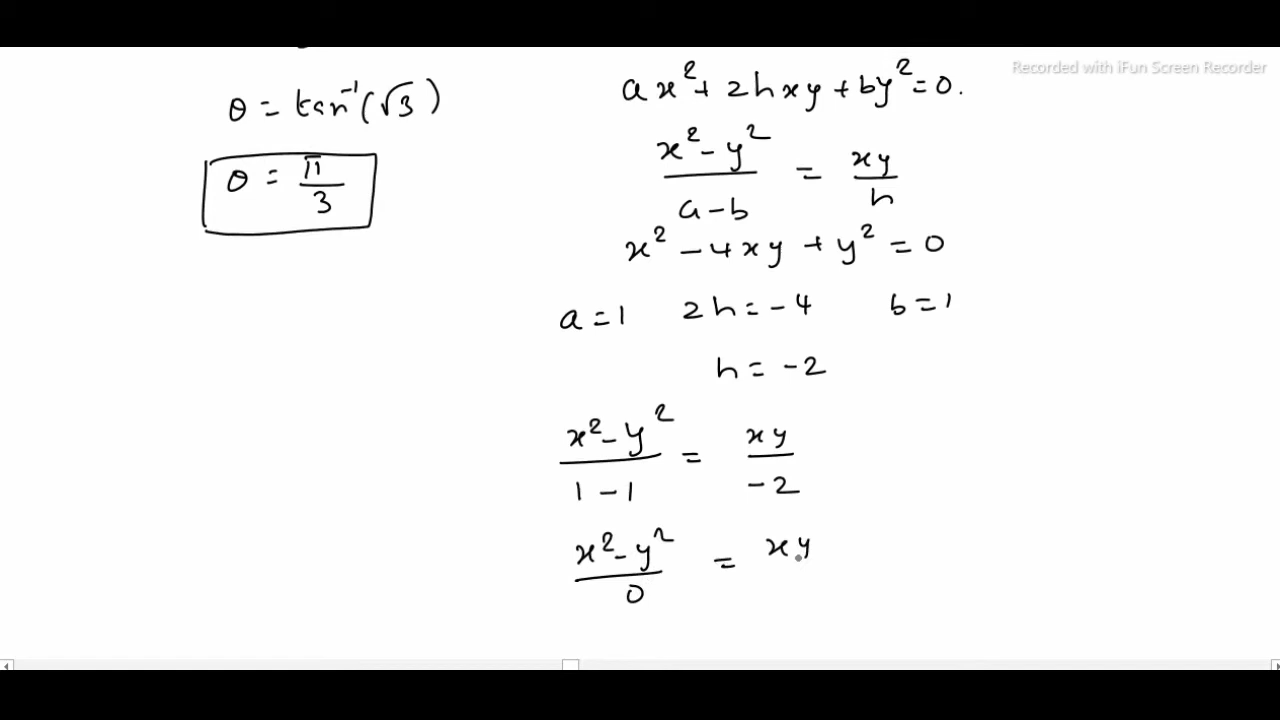 Recorded with iFun Screen Recorder
θ = tan⁻¹(√3)
θ = π/3
ax² + 2hxy + by² = 0.
(x² - y²)/(a - b) = xy/h
x² - 4xy + y² = 0
a = 1 2h = -4 b = 1
h = -2
(x² - y²)/(1 - 1) = xy/-2
(x² - y²)/0 = xy